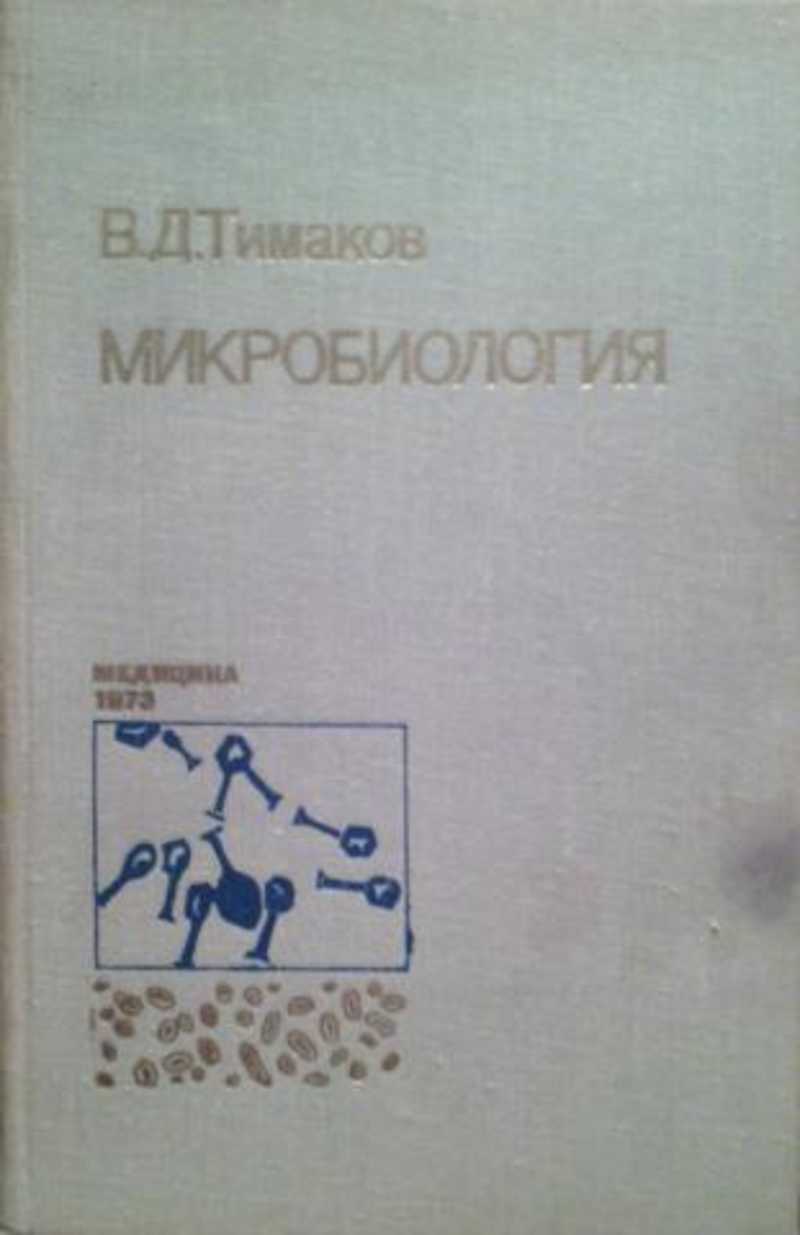 В.Д.Тимаков
МИКРОБИОЛОГИЯ
МЕДИЦИНА
1973